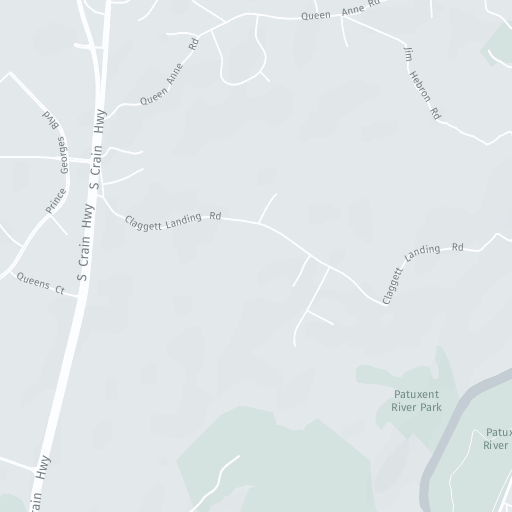 Queen Anne Rd
Jim Hebron Rd
Queen Anne Rd
S Crain Hwy
Prince Georges Blvd
Claggett Landing Rd
S Crain Hwy
Claggett Landing Rd
Queens Ct
Patuxent
River Park
Patux
River
Crain Hwy